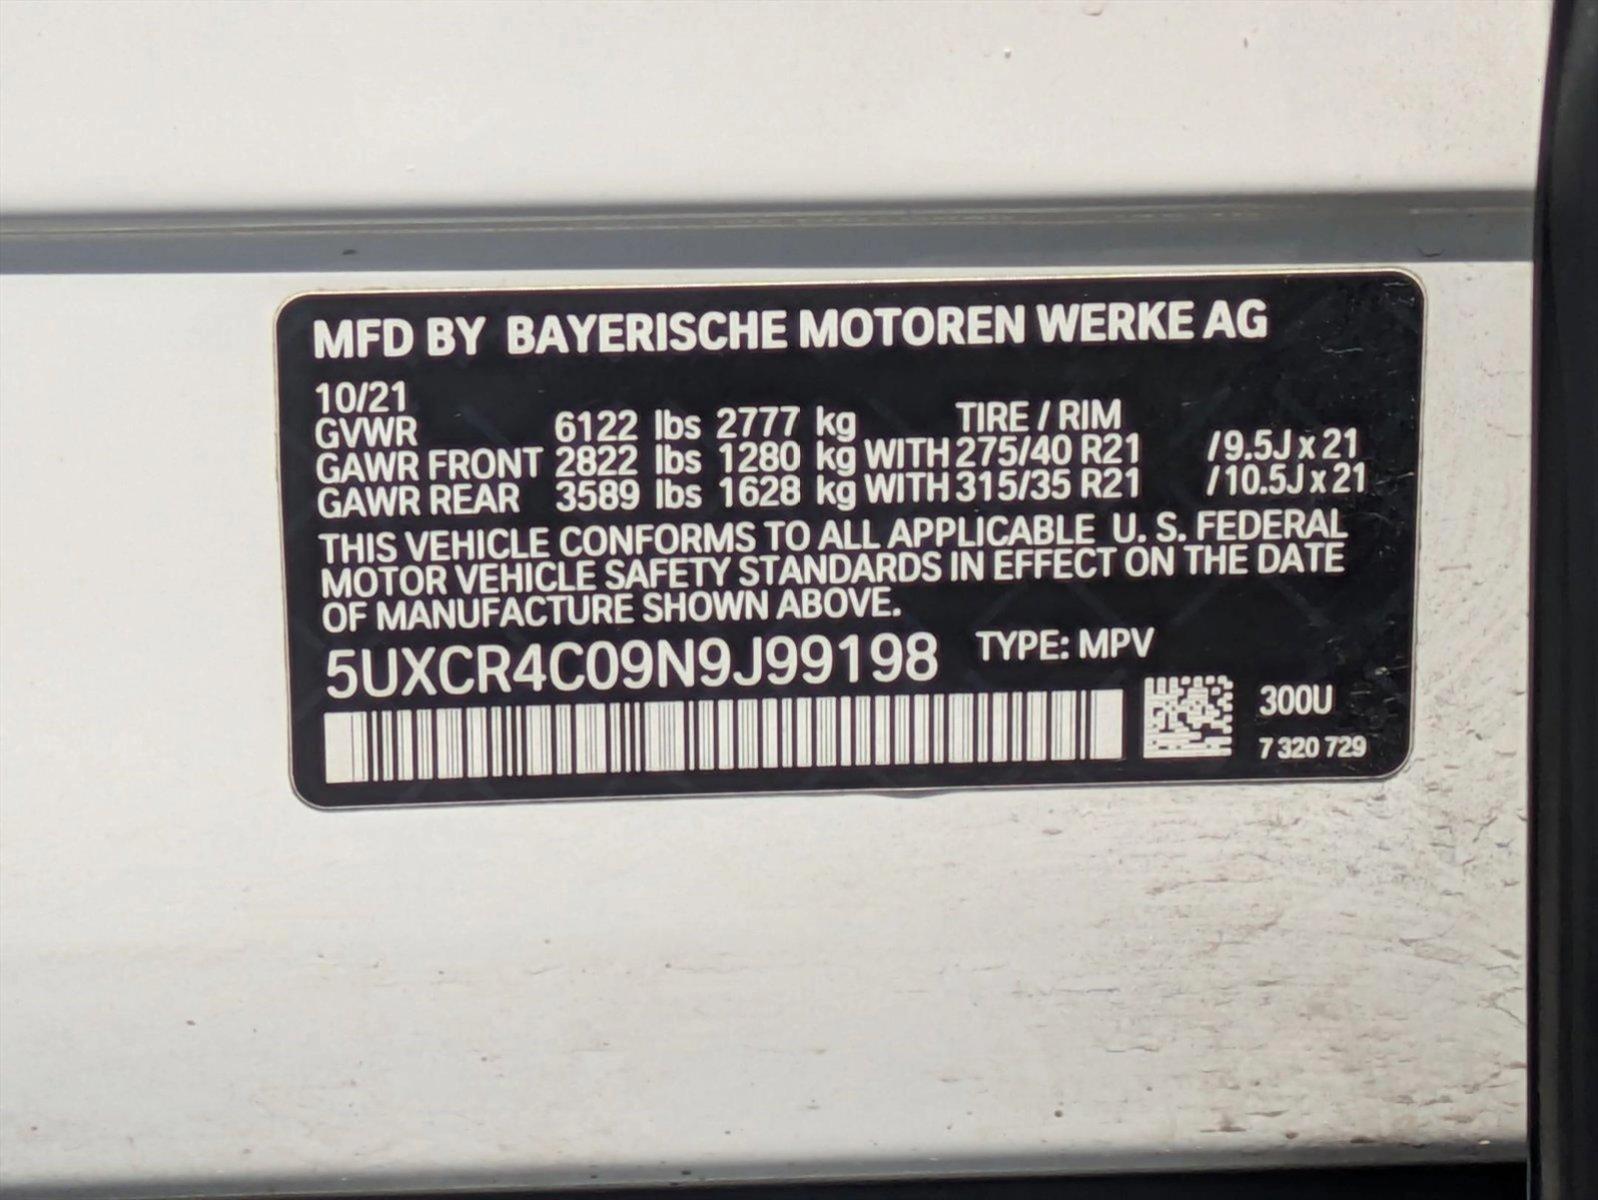 MFD BY BAYERISCHE MOTOREN WERKE AG
10/21
GVWR 6122 lbs 2777 kg TIRE / RIM
GAWR FRONT 2822 lbs 1280 kg WITH 275/40 R21 /9.5J x 21
GAWR REAR 3589 lbs 1628 kg WITH 315/35 R21 /10.5J x 21
THIS VEHICLE CONFORMS TO ALL APPLICABLE U. S. FEDERAL
MOTOR VEHICLE SAFETY STANDARDS IN EFFECT ON THE DATE
OF MANUFACTURE SHOWN ABOVE.
5UXCR4C09N9J99198 TYPE: MPV
300U
7 320 729